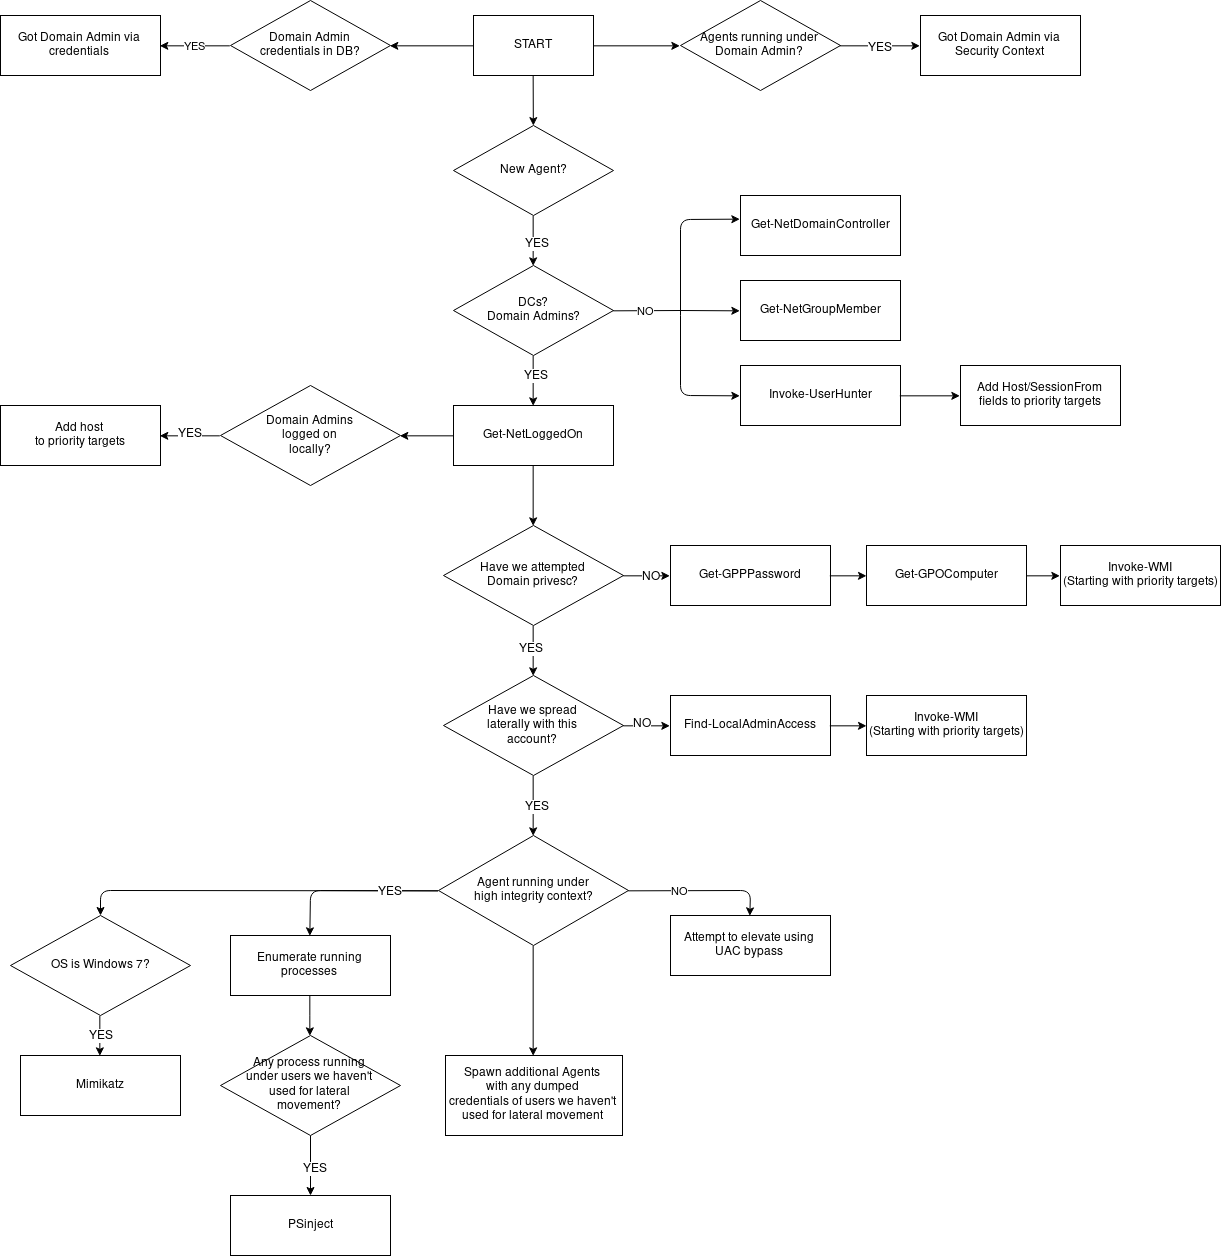 Got Domain Admin via
credentials
YES
Domain Admin
credentials in DB?
START
Agents running under
Domain Admin?
YES
Got Domain Admin via
Security Context
New Agent?
YES
Get-NetDomainController
DCs?
Domain Admins?
NO
Get-NetGroupMember
YES
Invoke-UserHunter
Add Host/SessionFrom
fields to priority targets
Add host
to priority targets
YES
Domain Admins
logged on
locally?
Get-NetLoggedOn
Have we attempted
Domain privesc?
NO
Get-GPPPassword
Get-GPOComputer
Invoke-WMI
(Starting with priority targets)
YES
Have we spread
laterally with this
account?
NO
Find-LocalAdminAccess
Invoke-WMI
(Starting with priority targets)
YES
YES
Agent running under
high integrity context?
NO
Attempt to elevate using
UAC bypass
OS is Windows 7?
Enumerate running
processes
YES
Mimikatz
Any process running
under users we haven't
used for lateral
movement?
Spawn additional Agents
with any dumped
credentials of users we haven't
used for lateral movement
YES
PSinject